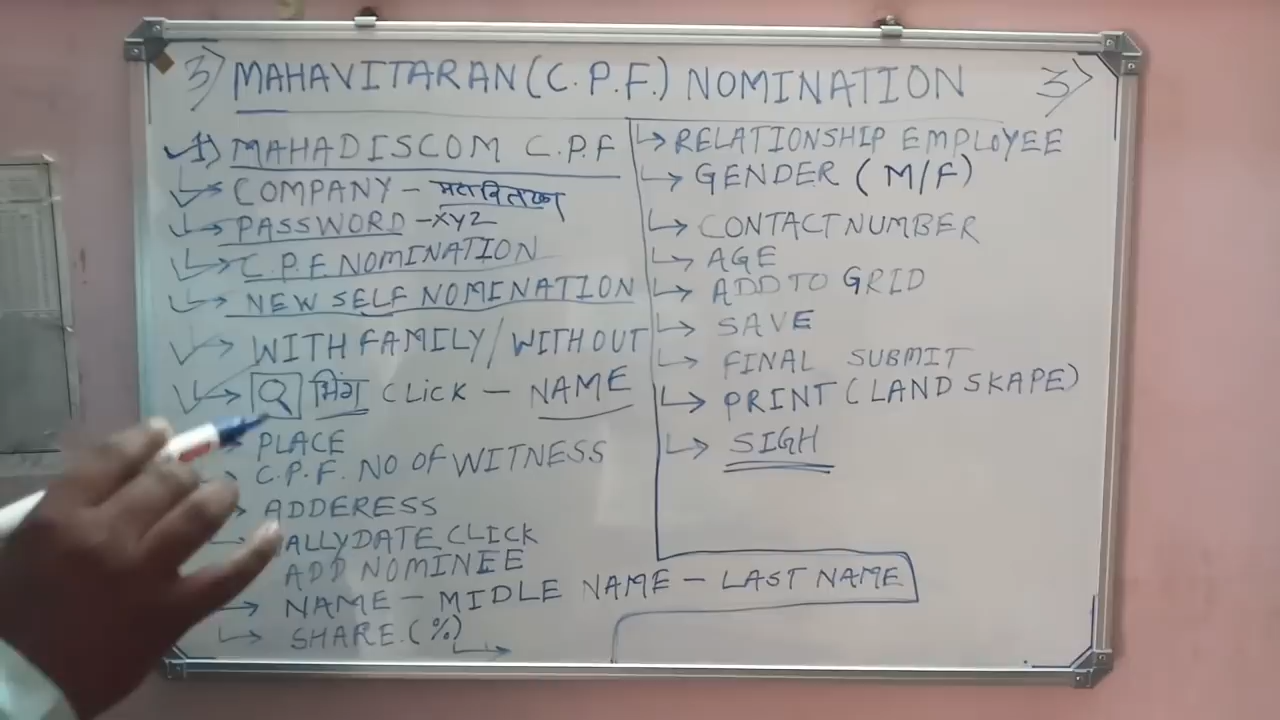 3) MAHAVITARAN (C.P.F.) NOMINATION 3)
1) MAHADISCOM C.P.F
COMPANY - महावितरण
PASSWORD - XYZ
C.P.F NOMINATION
NEW SELF NOMINATION
WITH FAMILY / WITHOUT
भिंग CLICK - NAME
PLACE
C.P.F. NO OF WITNESS
ADDERESS
ALLYDATE CLICK
ADD NOMINEE
NAME - MIDLE NAME - LAST NAME
SHARE.(%)
RELATIONSHIP EMPLOYEE
GENDER (M/F)
CONTACT NUMBER
AGE
ADD TO GRID
SAVE
FINAL SUBMIT
PRINT (LAND SKAPE)
SIGH